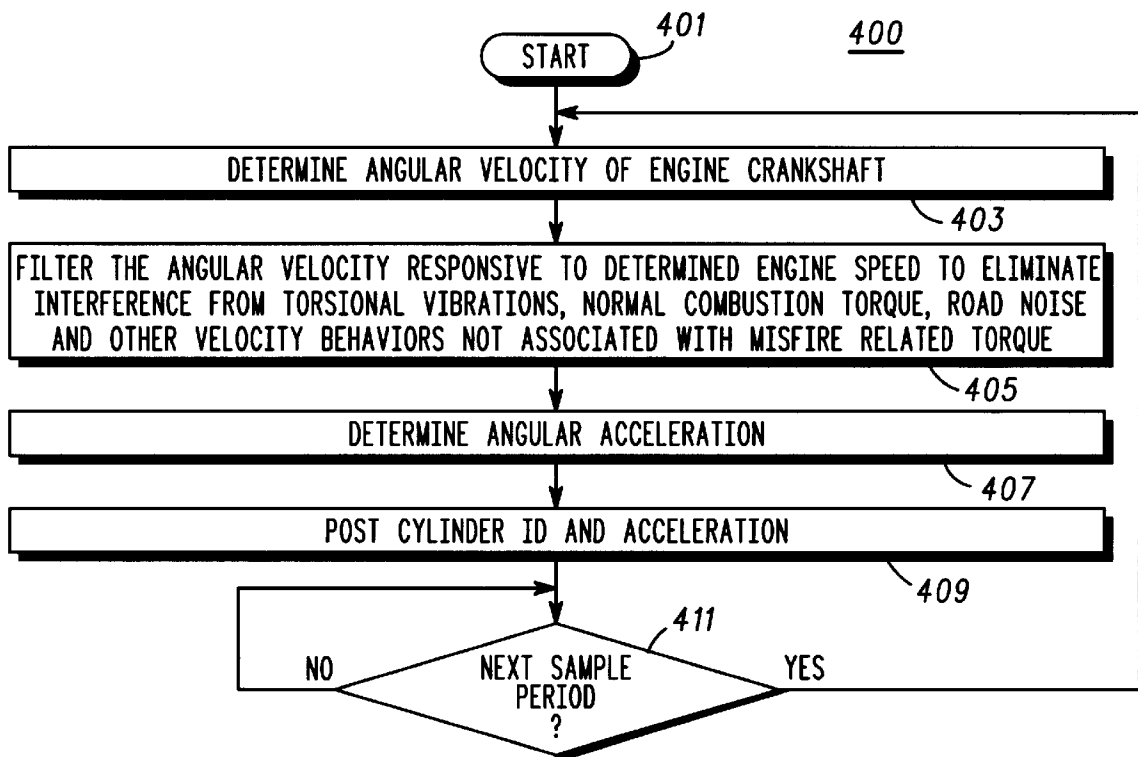 400
START
401
DETERMINE ANGULAR VELOCITY OF ENGINE CRANKSHAFT
403
FILTER THE ANGULAR VELOCITY RESPONSIVE TO DETERMINED ENGINE SPEED TO ELIMINATE
INTERFERENCE FROM TORSIONAL VIBRATIONS, NORMAL COMBUSTION TORQUE, ROAD NOISE
AND OTHER VELOCITY BEHAVIORS NOT ASSOCIATED WITH MISFIRE RELATED TORQUE
405
DETERMINE ANGULAR ACCELERATION
407
POST CYLINDER ID AND ACCELERATION
409
411
NO
NEXT SAMPLE
PERIOD
?
YES